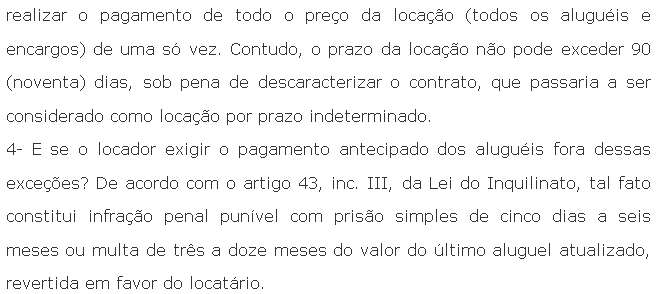 realizar o pagamento de todo o preço da locação (todos os aluguéis e
encargos) de uma só vez. Contudo, o prazo da locação não pode exceder 90
(noventa) dias, sob pena de descaracterizar o contrato, que passaria a ser
considerado como locação por prazo indeterminado.
4- E se o locador exigir o pagamento antecipado dos aluguéis fora dessas
exceções? De acordo com o artigo 43, inc. III, da Lei do Inquilinato, tal fato
constitui infração penal punível com prisão simples de cinco dias a seis
meses ou multa de três a doze meses do valor do último aluguel atualizado,
revertida em favor do locatário.